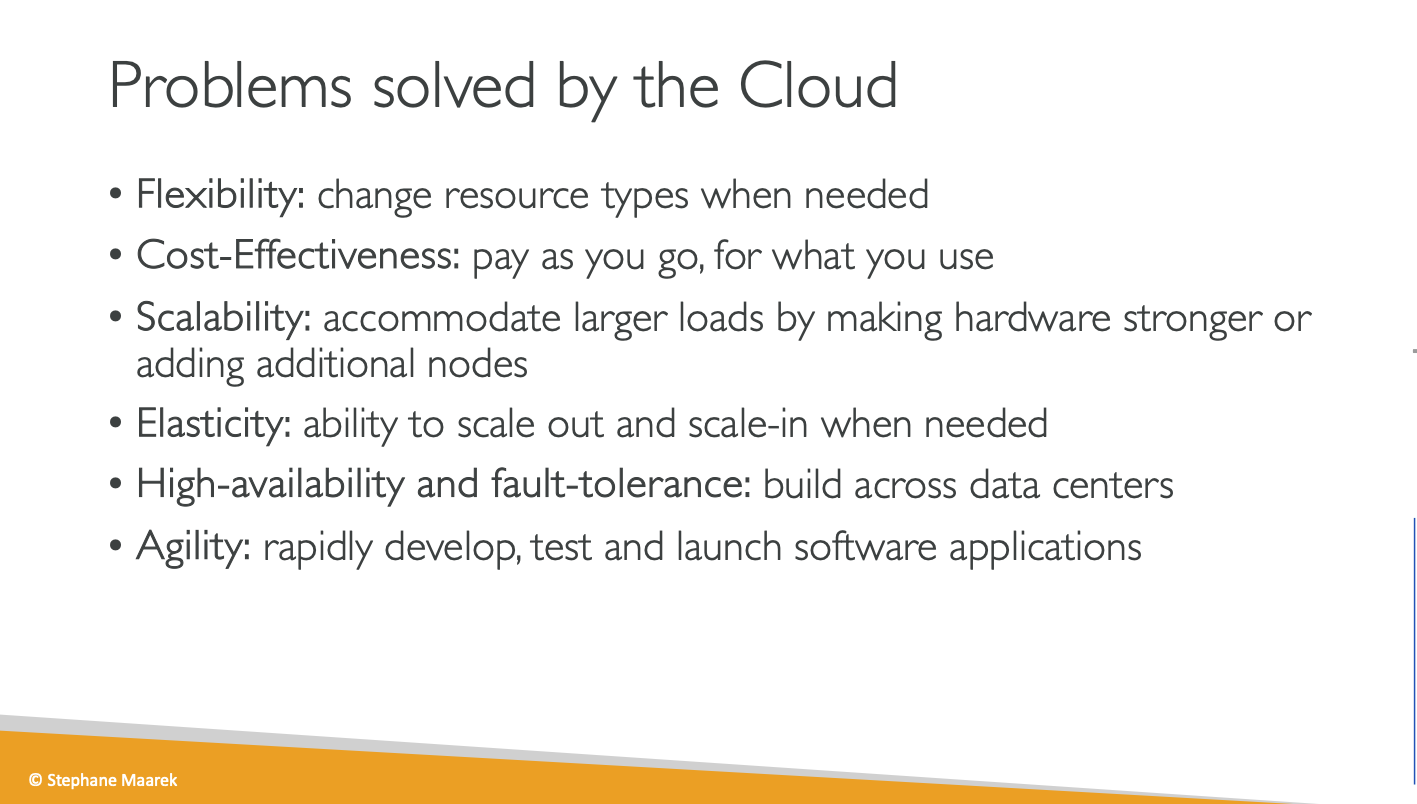 Problems solved by the Cloud
• Flexibility: change resource types when needed
• Cost-Effectiveness: pay as you go, for what you use
• Scalability: accommodate larger loads by making hardware stronger or
adding additional nodes
• Elasticity: ability to scale out and scale-in when needed
• High-availability and fault-tolerance: build across data centers
• Agility: rapidly develop, test and launch software applications
© Stephane Maarek